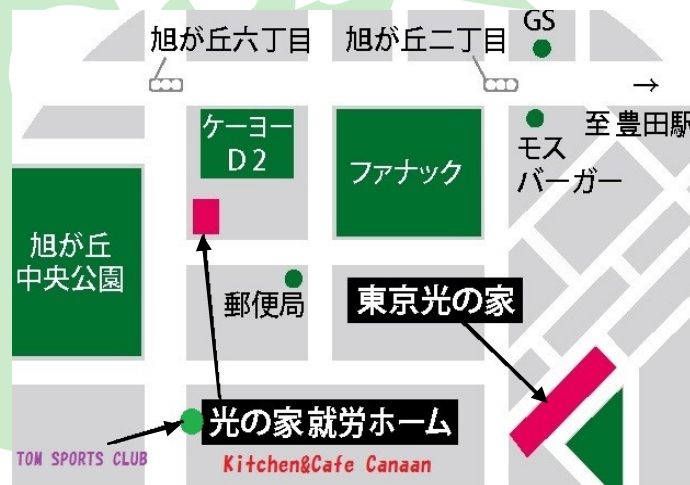 GS
旭が丘六丁目
旭が丘二丁目
→
至豊田駅
ケーヨー
D2
ファナック
モス
バーガー
旭が丘
中央公園
郵便局
東京光の家
光の家就労ホーム
TOM SPORTS CLUB
Kitchen&Cafe Canaan